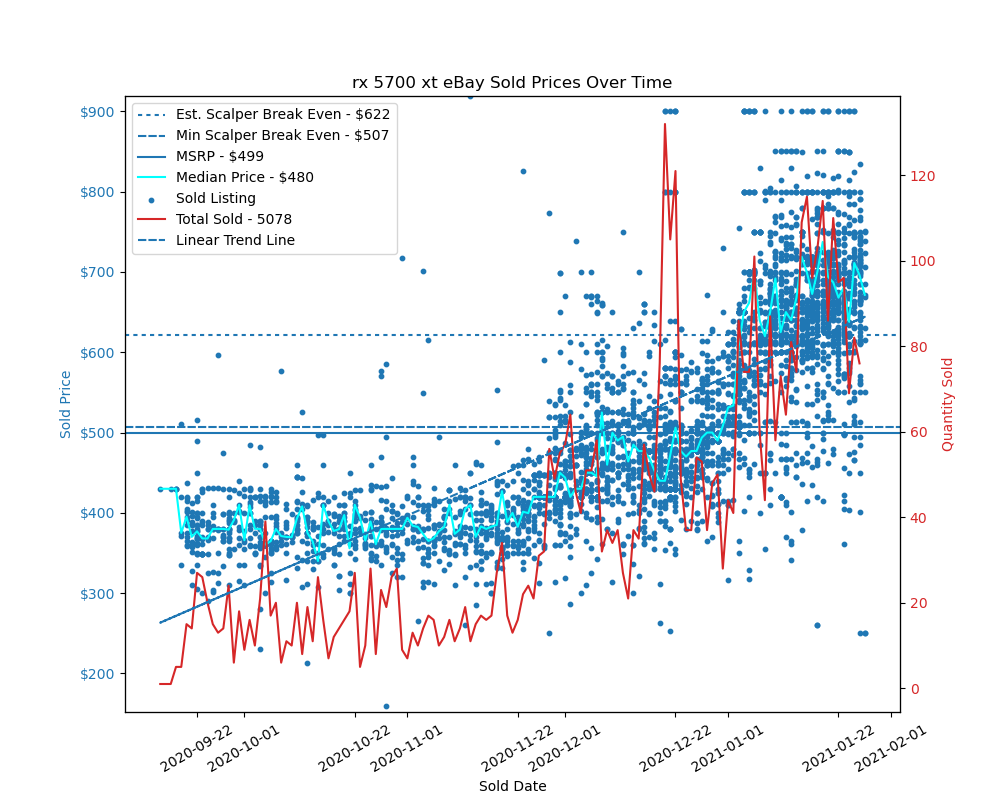 rx 5700 xt eBay Sold Prices Over Time
Est. Scalper Break Even - $622
Min Scalper Break Even - $507
MSRP - $499
Median Price - $480
Sold Listing
Total Sold - 5078
Linear Trend Line
$900
$800
$700
$600
$500
$400
$300
$200
Sold Price
120
100
80
60
40
20
0
Quantity Sold
2020-09-22
2020-10-01
2020-10-22
2020-11-01
2020-11-22
2020-12-01
2020-12-22
2021-01-01
2021-01-22
2021-02-01
Sold Date